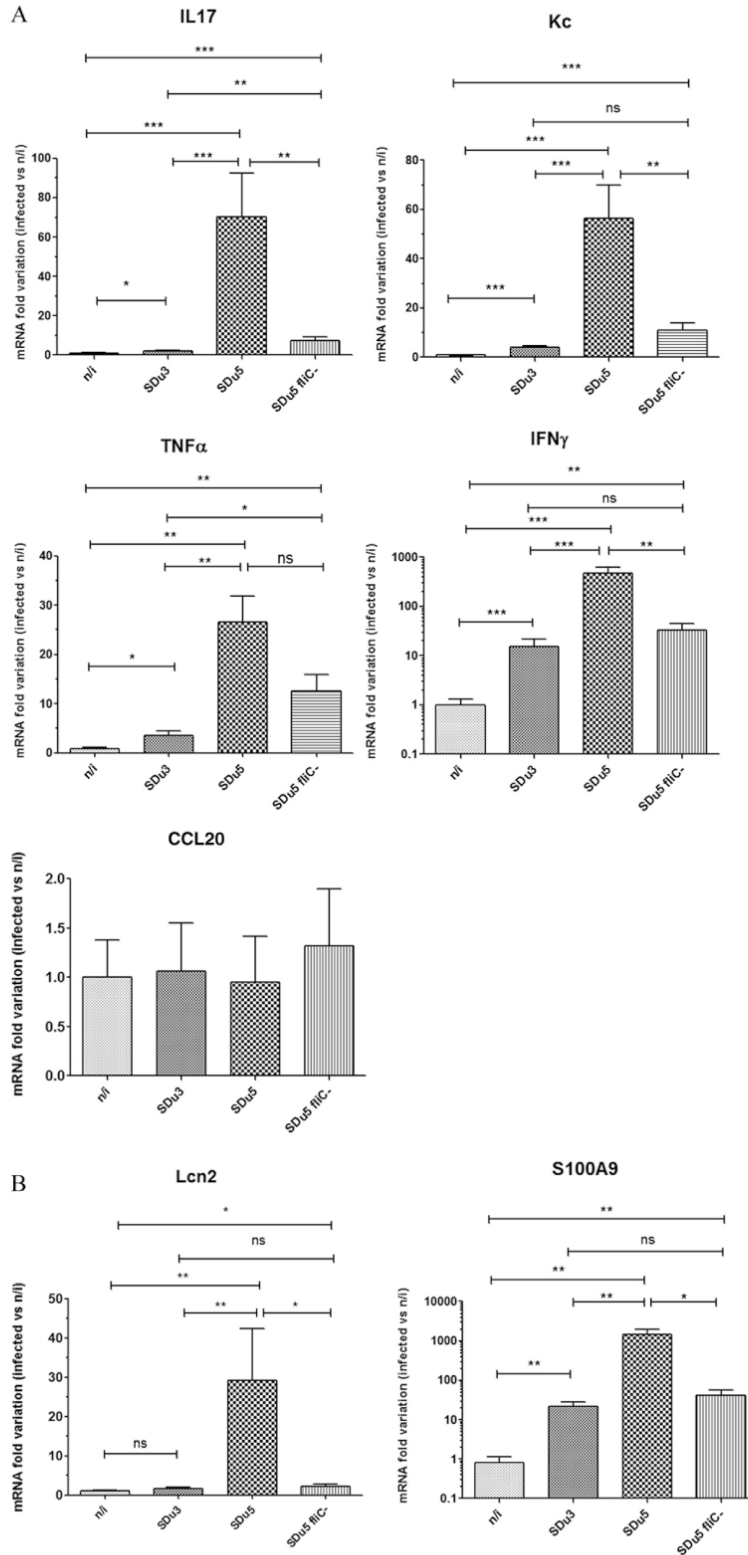 A
IL17
***
**
***
***
**
*
mRNA fold variation (infected vs n/i)
100
80
60
40
20
0
n/i
SDu3
SDu5
SDu5 fliC-
Kc
***
ns
***
***
**
***
mRNA fold variation (infected vs n/i)
80
60
40
20
0
n/i
SDu3
SDu5
SDu5 fliC-
TNFα
**
*
**
**
ns
*
mRNA fold variation (infected vs n/i)
40
30
20
10
0
n/i
SDu3
SDu5
SDu5 fliC-
IFNγ
**
ns
***
***
**
***
mRNA fold variation (infected vs n/i)
1000
100
10
1
0.1
n/i
SDu3
SDu5
SDu5 fliC-
CCL20
mRNA fold variation (infected vs n/i)
2.0
1.5
1.0
0.5
0.0
n/i
SDu3
SDu5
SDu5 fliC-
B
Lcn2
*
ns
**
**
*
ns
mRNA fold variation (infected vs n/i)
50
40
30
20
10
0
n/i
SDu3
SDu5
SDu5 fliC-
S100A9
**
ns
**
**
*
**
mRNA fold variation (infected vs n/i)
10000
1000
100
10
1
0.1
n/i
SDu3
SDu5
SDu5 fliC-